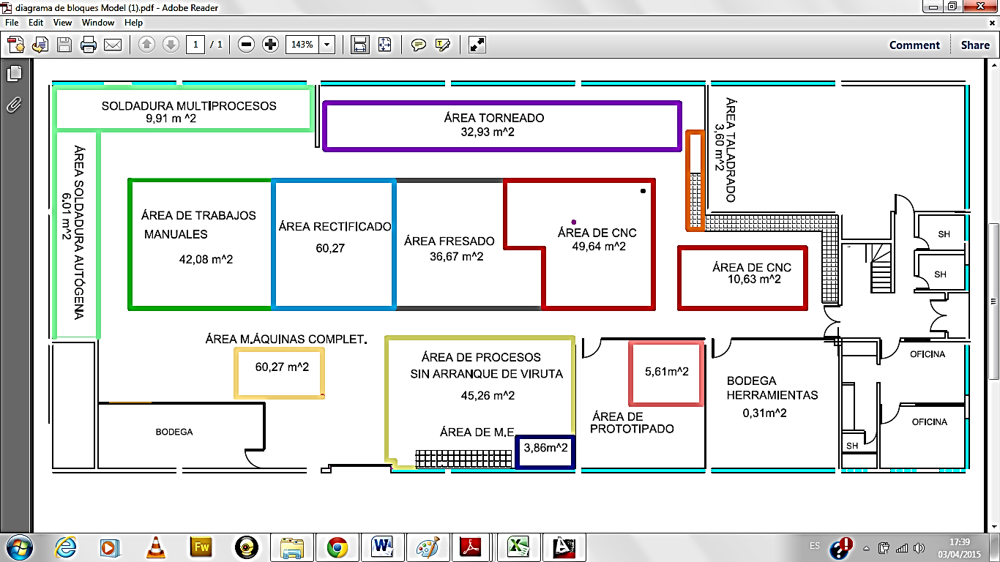 diagrama de bloques Model (1).pdf - Adobe Reader
File Edit View Window Help
1 / 1
143%
Comment
Share
SOLDADURA MULTIPROCESOS
9,91 m ^2
ÁREA TORNEADO
32,93 m^2
ÁREA TALADRADO
3,60 m^2
ÁREA SOLDADURA AUTÓGENA
6.01 m^2
ÁREA DE TRABAJOS
MANUALES
42,08 m^2
ÁREA RECTIFICADO
60,27
ÁREA FRESADO
36,67 m^2
ÁREA DE CNC
49,64 m^2
ÁREA DE CNC
10,63 m^2
SH
SH
ÁREA M.ÁQUINAS COMPLET.
60,27 m^2
ÁREA DE PROCESOS
SIN ARRANQUE DE VIRUTA
45,26 m^2
ÁREA DE M.E
3,86m^2
5,61m^2
ÁREA DE
PROTOTIPADO
BODEGA
HERRAMIENTAS
0,31m^2
OFICINA
OFICINA
SH
BODEGA
Fw
ES
17:39
03/04/2015